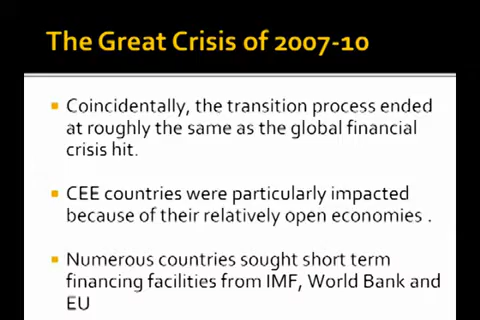 The Great Crisis of 2007-10
Coincidentally, the transition process ended
at roughly the same as the global financial
crisis hit.
CEE countries were particularly impacted
because of their relatively open economies .
Numerous countries sought short term
financing facilities from IMF, World Bank and
EU